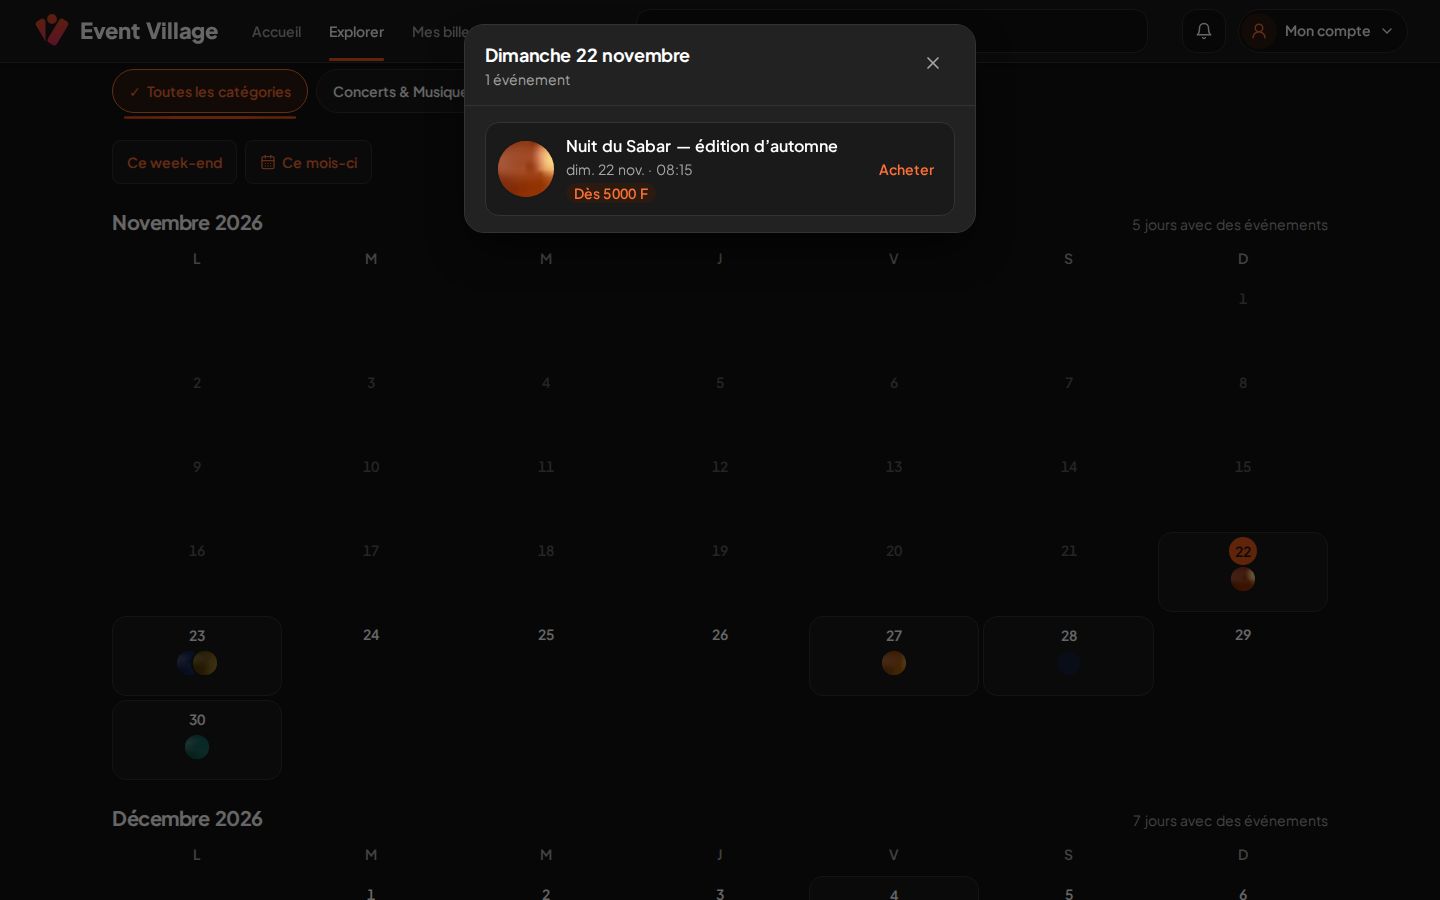 Event Village
Accueil
Explorer
Mes bille
Mon compte
Dimanche 22 novembre
1 événement
✓ Toutes les catégories
Concerts & Musique
Nuit du Sabar — édition d’automne
dim. 22 nov. · 08:15
Acheter
Dès 5000 F
Ce week-end
Ce mois-ci
Novembre 2026
5 jours avec des événements
L M M J V S D
1
2 3 4 5 6 7 8
9 10 11 12 13 14 15
16 17 18 19 20 21 22
23 24 25 26 27 28 29
30
Décembre 2026
7 jours avec des événements
L M M J V S D
1 2 3 4 5 6